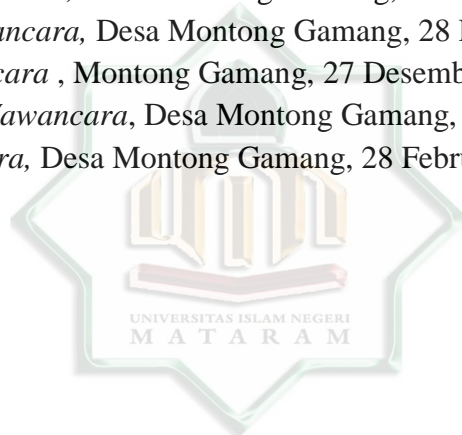 ancara, Desa Montong Gamang, 28
cara , Montong Gamang, 27 Desemb
Wawancara, Desa Montong Gamang,
ra, Desa Montong Gamang, 28 Febru
UNIVERSITAS ISLAM NEGERI
MATARAM